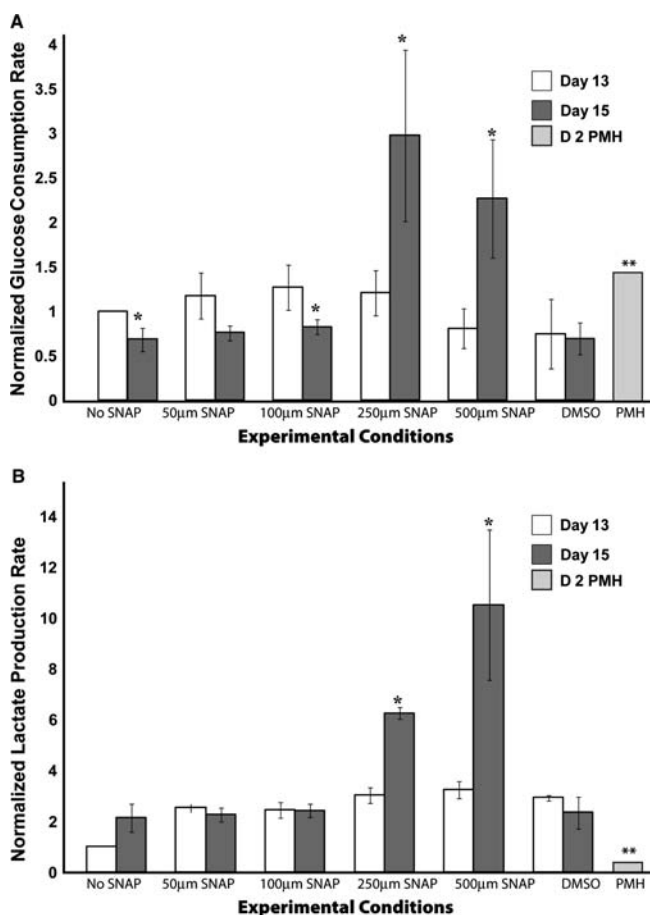 A
Normalized Glucose Consumption Rate
4
3.5
3
2.5
2
1.5
1
0.5
0
*
*
*
*
**
Day 13
Day 15
D 2 PMH
No SNAP 50μm SNAP 100μm SNAP 250μm SNAP 500μm SNAP DMSO PMH
Experimental Conditions
B
Normalized Lactate Production Rate
14
12
10
8
6
4
2
0
*
*
**
Day 13
Day 15
D 2 PMH
No SNAP 50μm SNAP 100μm SNAP 250μm SNAP 500μm SNAP DMSO PMH
Experimental Conditions